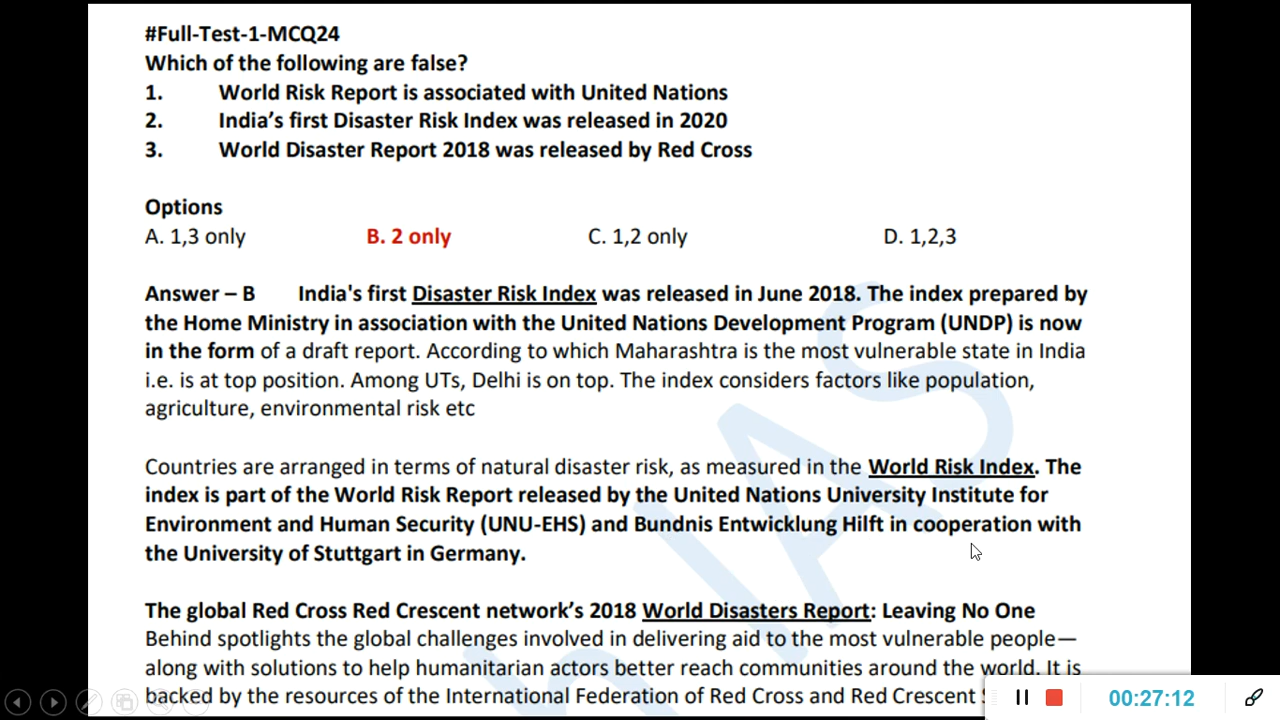 #Full-Test-1-MCQ24
Which of the following are false?
1. World Risk Report is associated with United Nations
2. India’s first Disaster Risk Index was released in 2020
3. World Disaster Report 2018 was released by Red Cross
Options
A. 1,3 only B. 2 only C. 1,2 only D. 1,2,3
Answer – B India's first Disaster Risk Index was released in June 2018. The index prepared by
the Home Ministry in association with the United Nations Development Program (UNDP) is now
in the form of a draft report. According to which Maharashtra is the most vulnerable state in India
i.e. is at top position. Among UTs, Delhi is on top. The index considers factors like population,
agriculture, environmental risk etc
Countries are arranged in terms of natural disaster risk, as measured in the World Risk Index. The
index is part of the World Risk Report released by the United Nations University Institute for
Environment and Human Security (UNU-EHS) and Bundnis Entwicklung Hilft in cooperation with
the University of Stuttgart in Germany.
The global Red Cross Red Crescent network’s 2018 World Disasters Report: Leaving No One
Behind spotlights the global challenges involved in delivering aid to the most vulnerable people—
along with solutions to help humanitarian actors better reach communities around the world. It is
backed by the resources of the International Federation of Red Cross and Red Crescent
00:27:12
IAS